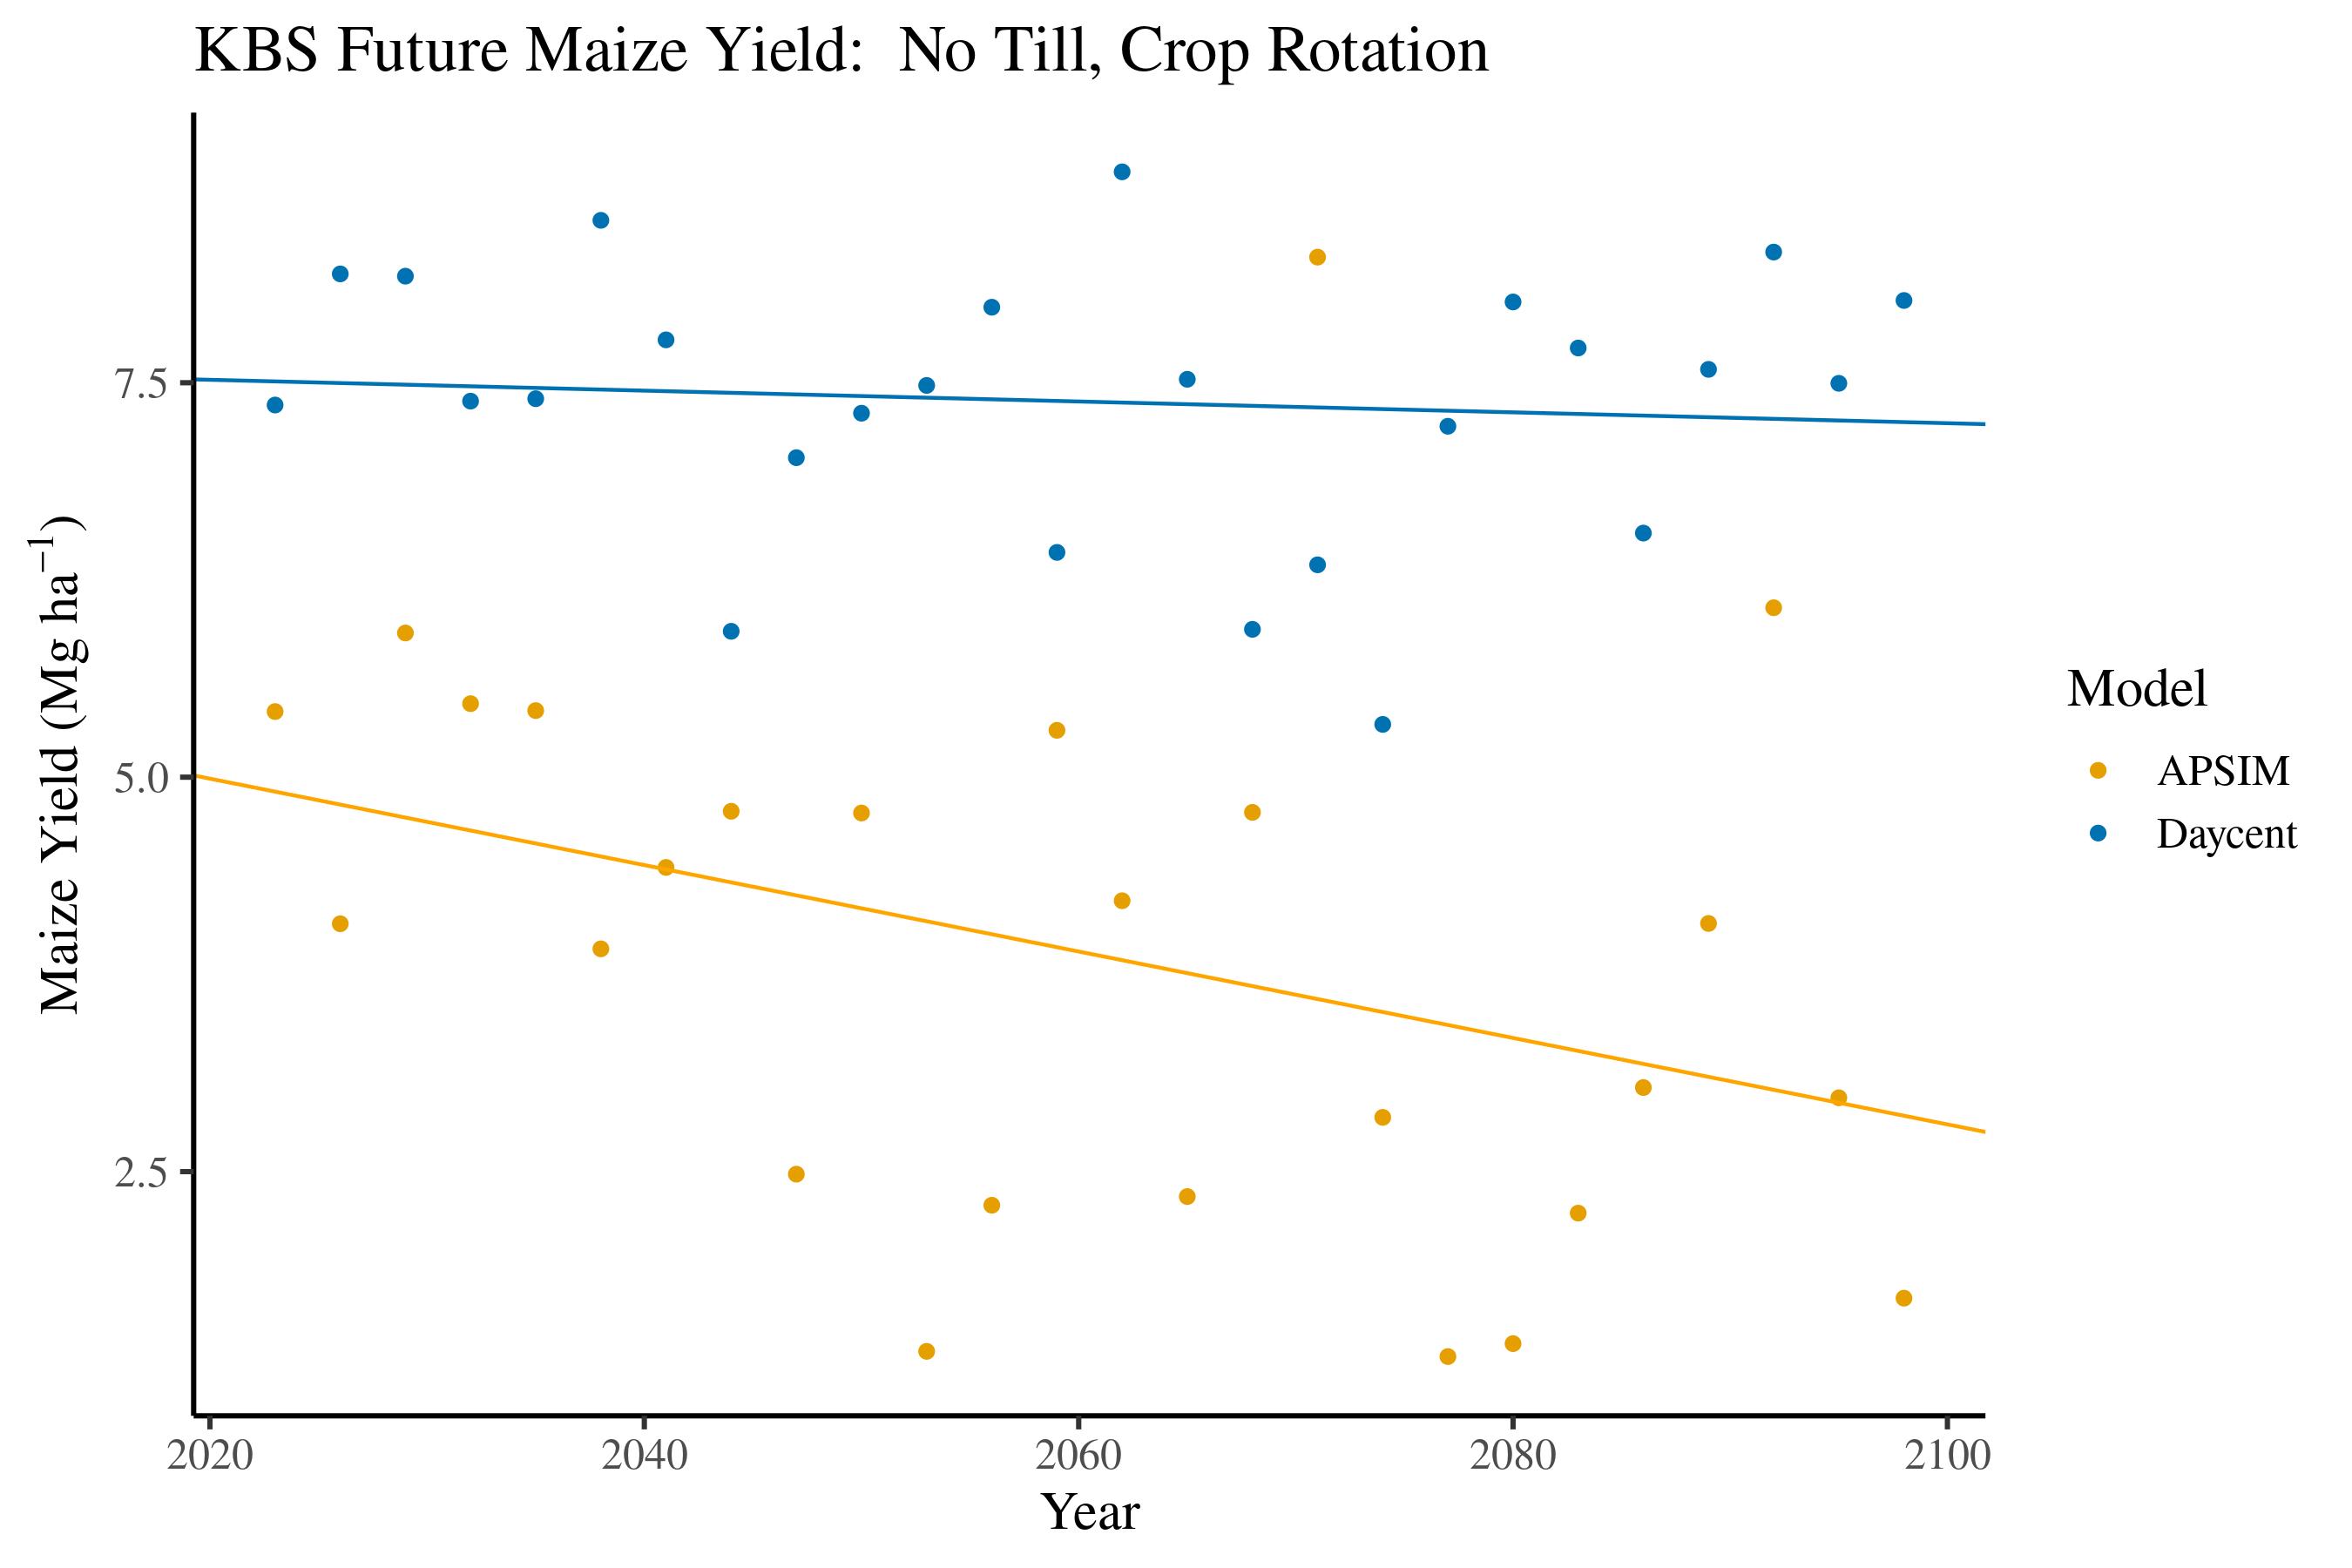 KBS Future Maize Yield:  No Till, Crop Rotation
Maize Yield (Mg ha⁻¹)
7.5
5.0
2.5
2020 2040 2060 2080 2100
Year
Model
APSIM
Daycent